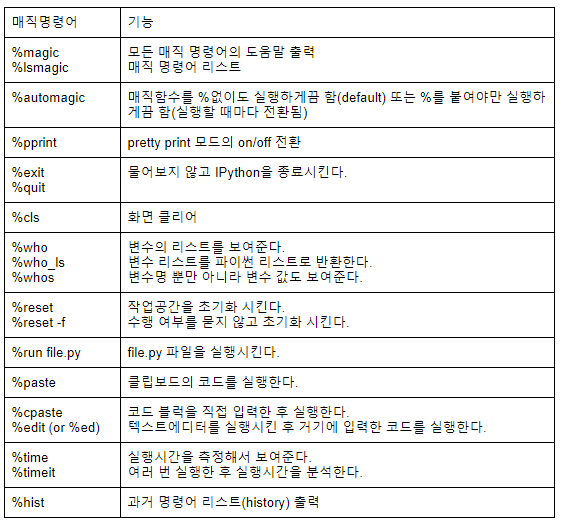 매직명령어 기능
%magic 모든 매직 명령어의 도움말 출력
%lsmagic 매직 명령어 리스트
%automagic 매직함수를 %없이도 실행하게끔 함(default) 또는 %를 붙여야만 실행하
게끔 함(실행할 때마다 전환됨)
%pprint pretty print 모드의 on/off 전환
%exit 물어보지 않고 IPython을 종료시킨다.
%quit
%cls 화면 클리어
%who 변수의 리스트를 보여준다.
%who_ls 변수 리스트를 파이썬 리스트로 반환한다.
%whos 변수명 뿐만 아니라 변수 값도 보여준다.
%reset 작업공간을 초기화 시킨다.
%reset -f 수행 여부를 묻지 않고 초기화 시킨다.
%run file.py file.py 파일을 실행시킨다.
%paste 클립보드의 코드를 실행한다.
%cpaste 코드 블럭을 직접 입력한 후 실행한다.
%edit (or %ed) 텍스트에디터를 실행시킨 후 거기에 입력한 코드를 실행한다.
%time 실행시간을 측정해서 보여준다.
%timeit 여러 번 실행한 후 실행시간을 분석한다.
%hist 과거 명령어 리스트(history) 출력